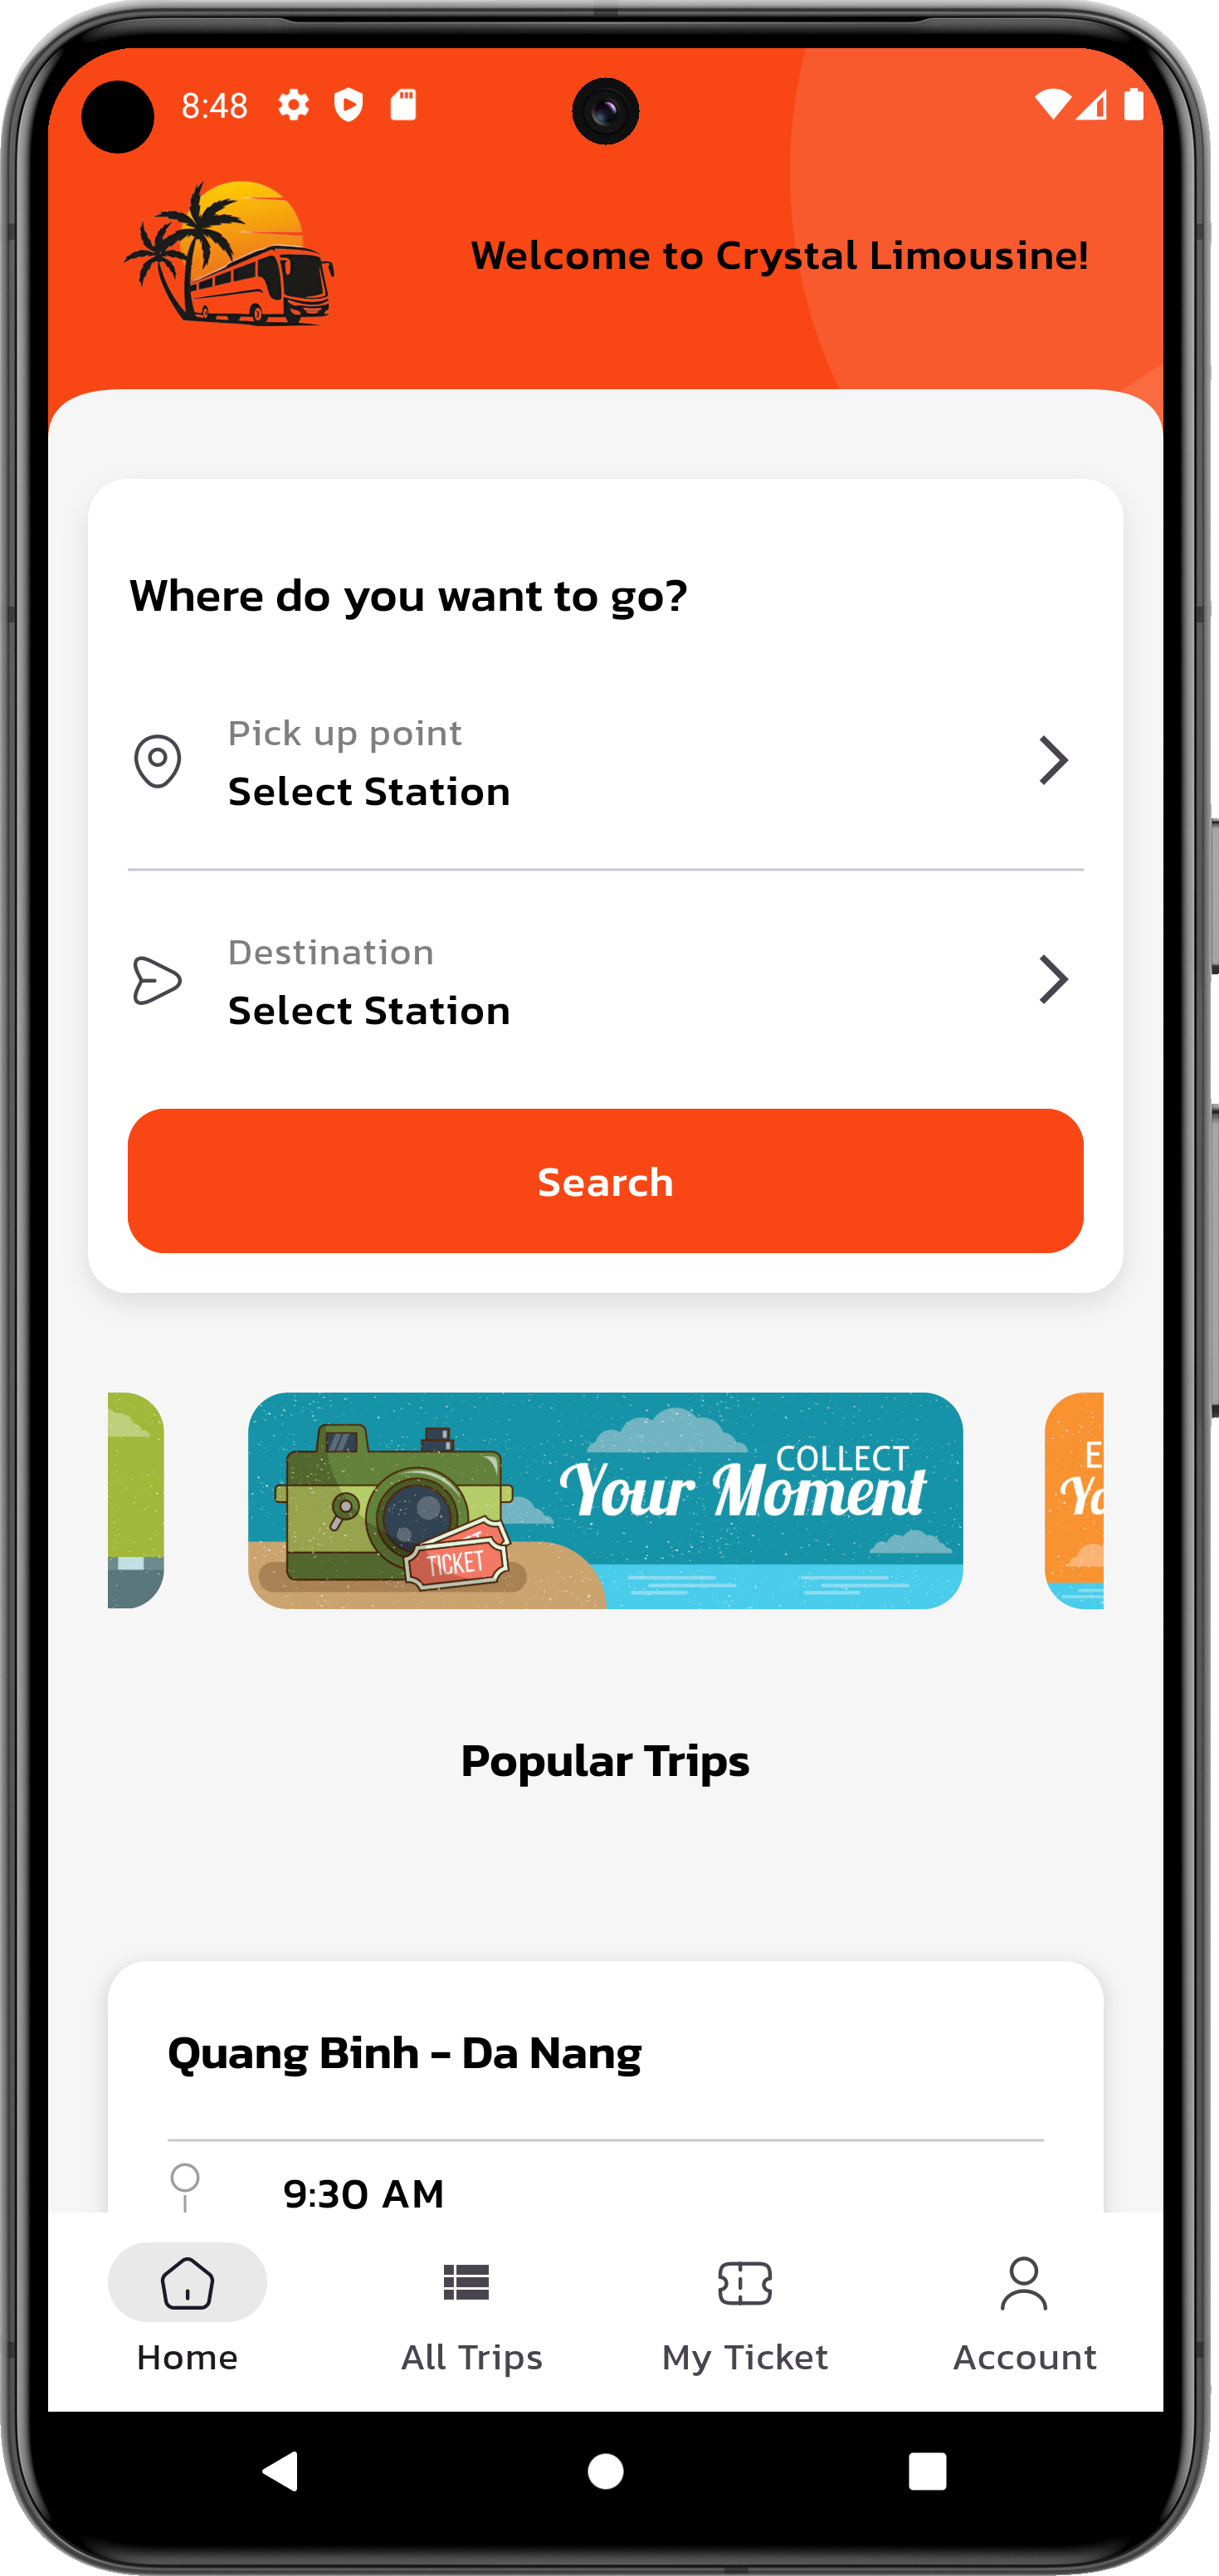 8:48
Welcome to Crystal Limousine!
Where do you want to go?
Pick up point
Select Station
Destination
Select Station
Search
COLLECT
Your Moment
TICKET
Popular Trips
Quang Binh - Da Nang
9:30 AM
Home
All Trips
My Ticket
Account